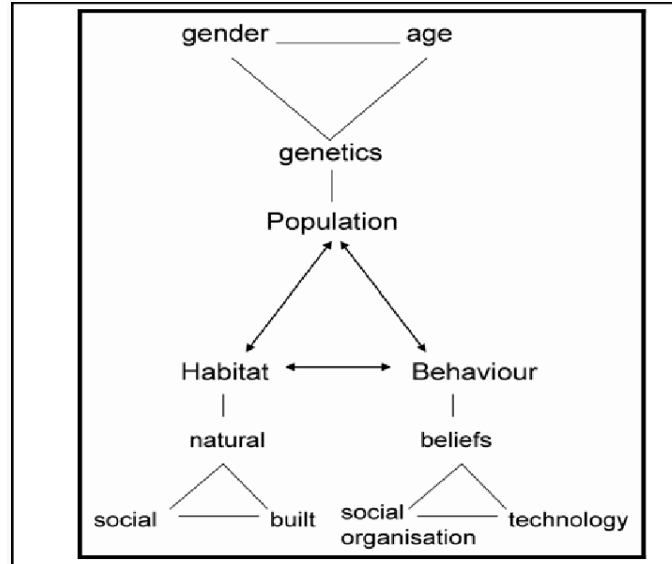 gender age
genetics
Population
Habitat Behaviour
natural beliefs
social built social organisation technology